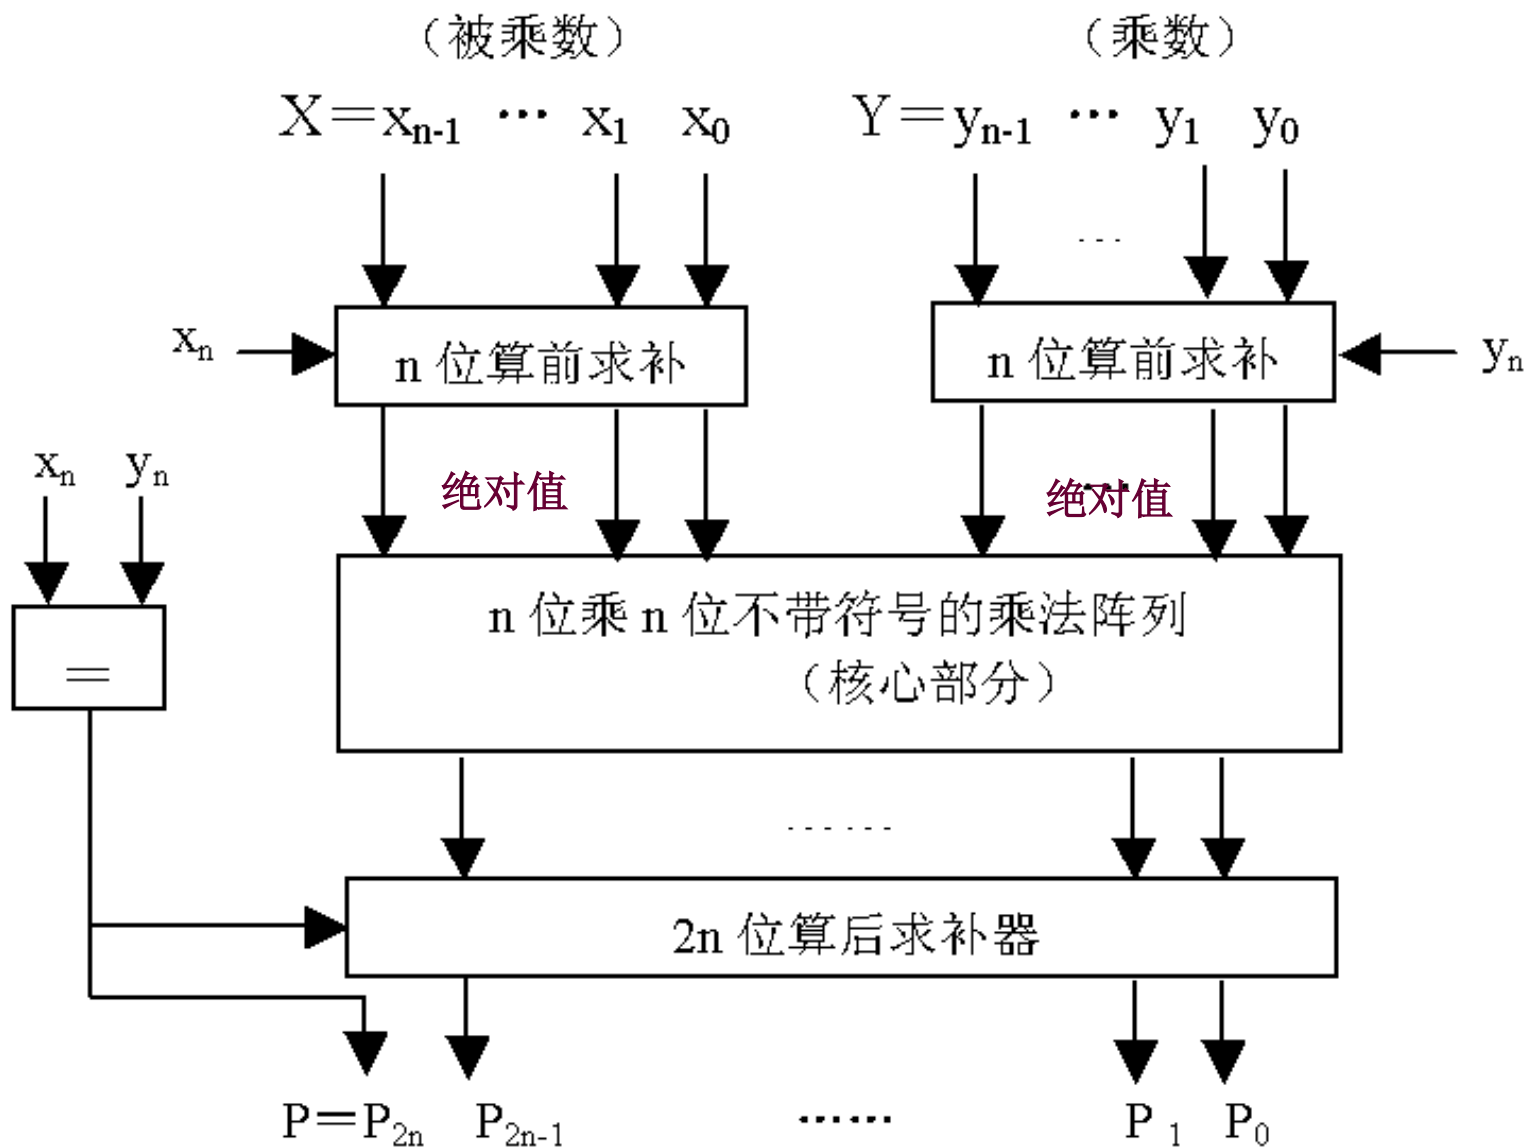 （被乘数） （乘数）
X＝xn-1 ··· x1 x0 Y＝yn-1 ··· y1 y0
...
xn n 位算前求补 n 位算前求补 yn
xn yn 绝对值 ... 绝对值
n 位乘 n 位不带符号的乘法阵列
＝ （核心部分）
......
2n 位算后求补器
P＝P2n P2n-1 ······ P1 P0